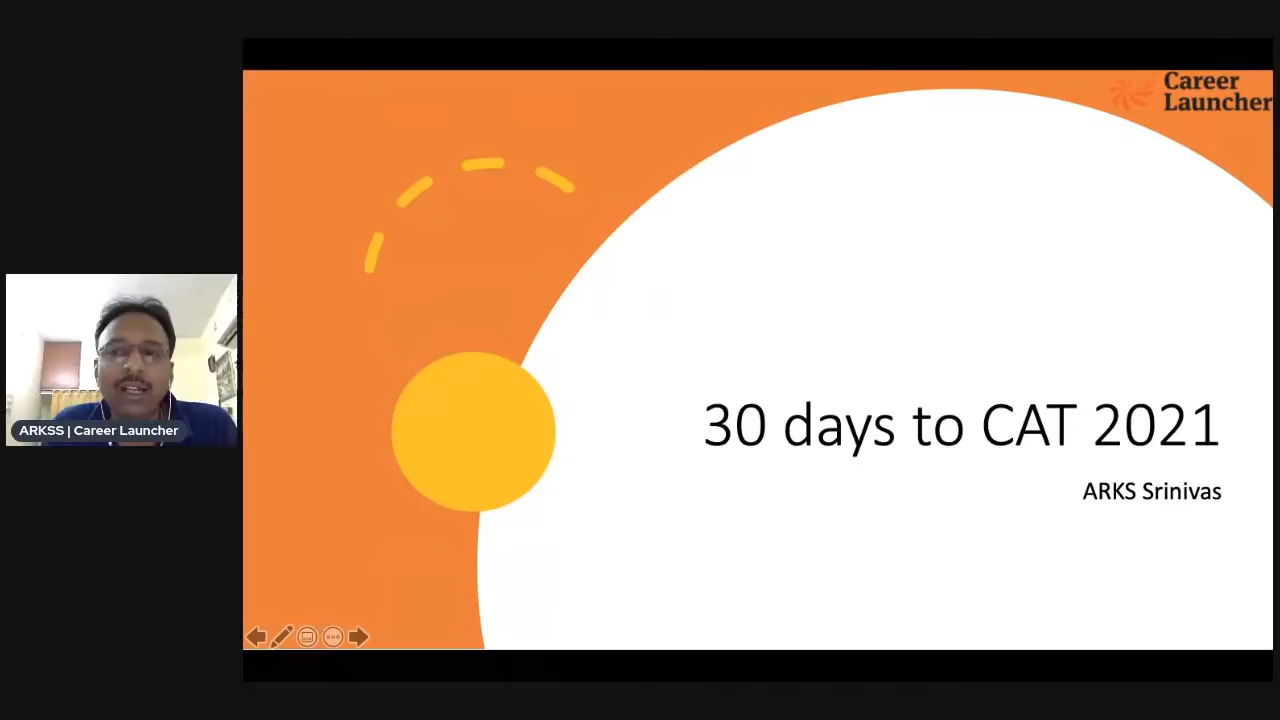 Career
Launcher
30 days to CAT 2021
ARKS Srinivas
ARKSS | Career Launcher